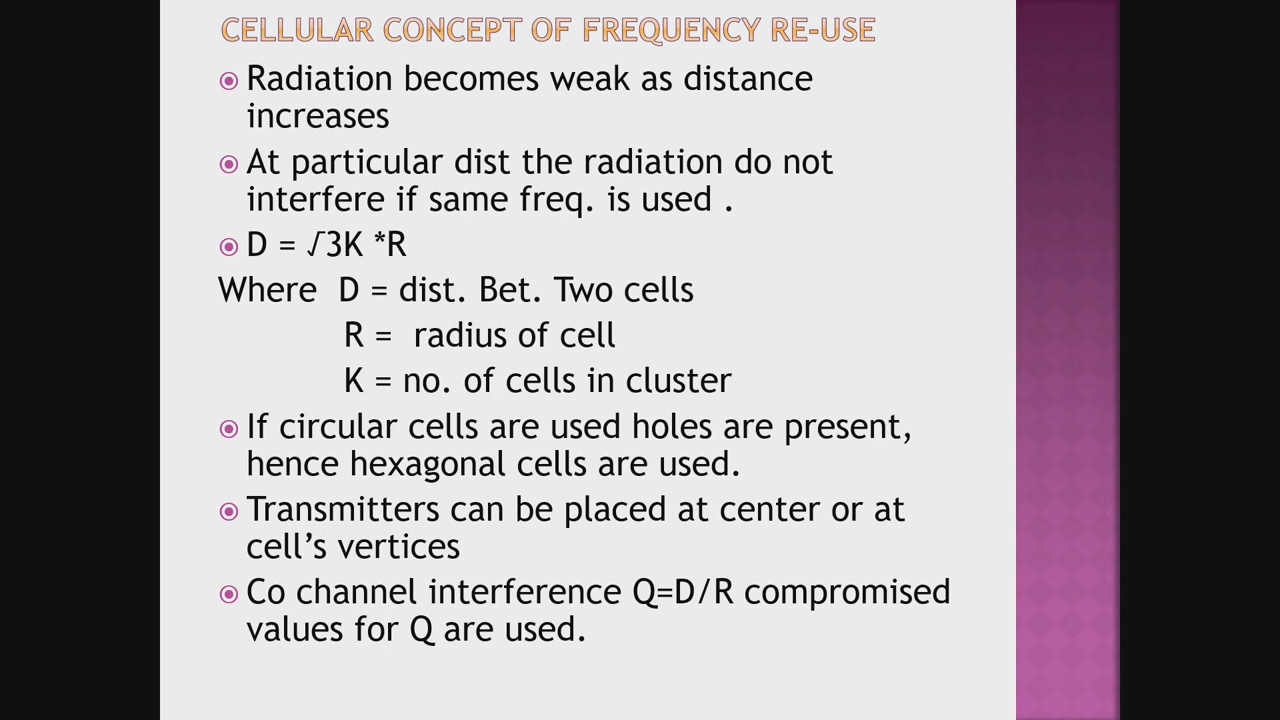 CELLULAR CONCEPT OF FREQUENCY RE-USE
Radiation becomes weak as distance
increases
At particular dist the radiation do not
interfere if same freq. is used .
D = √3K *R
Where D = dist. Bet. Two cells
R = radius of cell
K = no. of cells in cluster
If circular cells are used holes are present,
hence hexagonal cells are used.
Transmitters can be placed at center or at
cell’s vertices
Co channel interference Q=D/R compromised
values for Q are used.